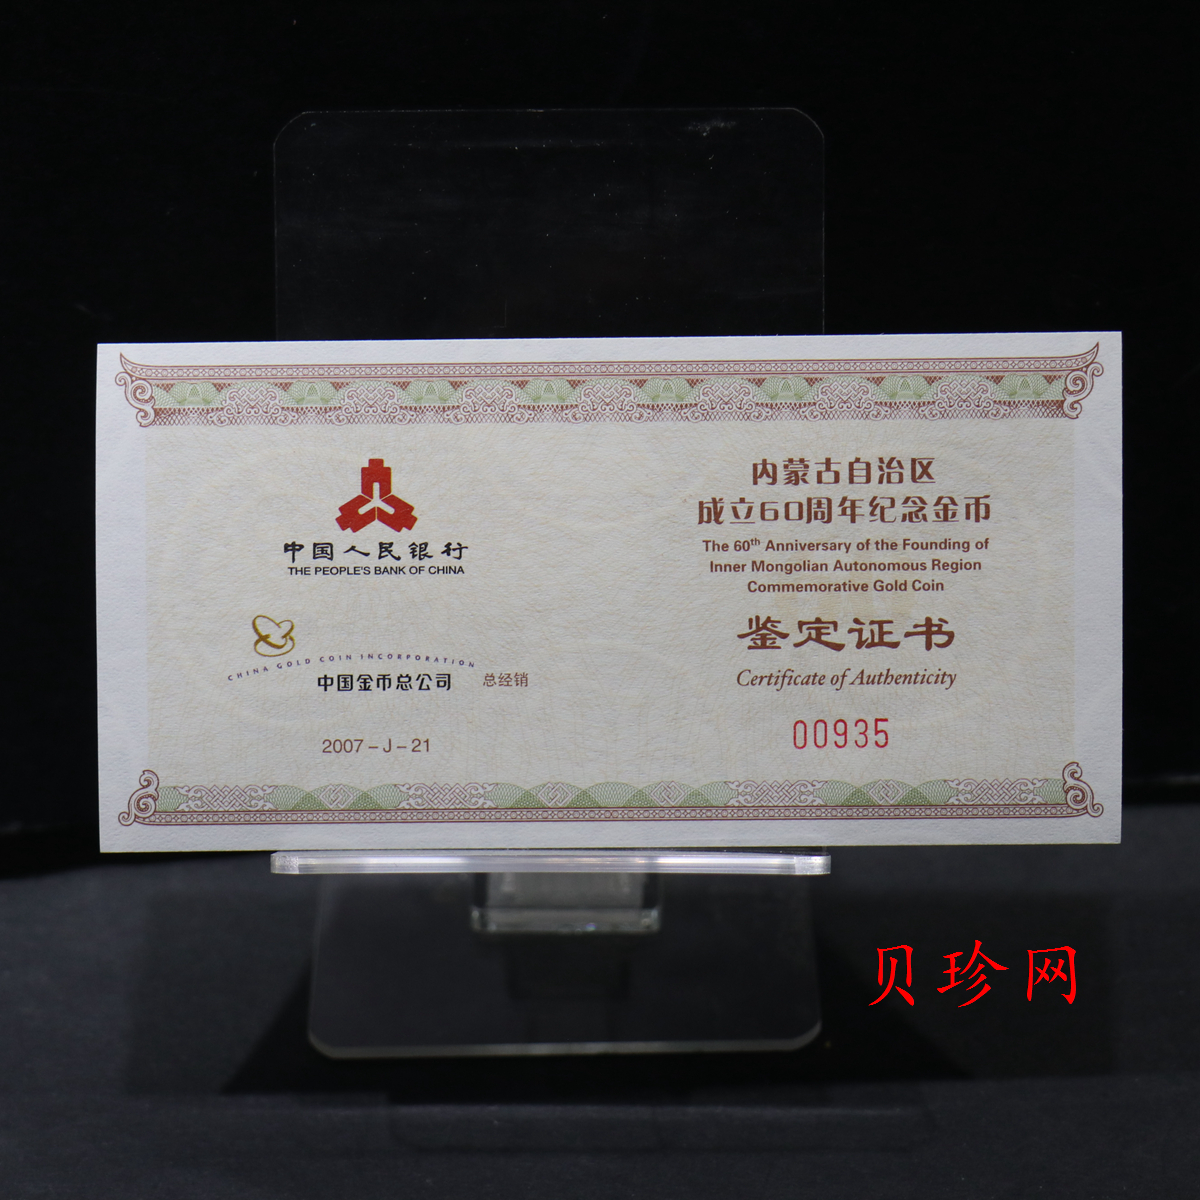 中国人民银行
THE PEOPLE'S BANK OF CHINA
CHINA GOLD COIN INCORPORATION
中国金币总公司 总经销
2007-J-21
内蒙古自治区
成立60周年纪念金币
The 60th Anniversary of the Founding of
Inner Mongolian Autonomous Region
Commemorative Gold Coin
鉴定证书
Certificate of Authenticity
00935
贝珍网